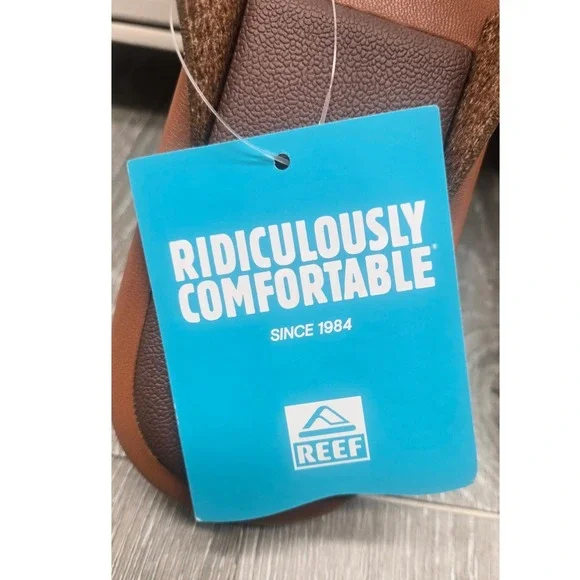 RIDICULOUSLY
COMFORTABLE®
SINCE 1984
REEF